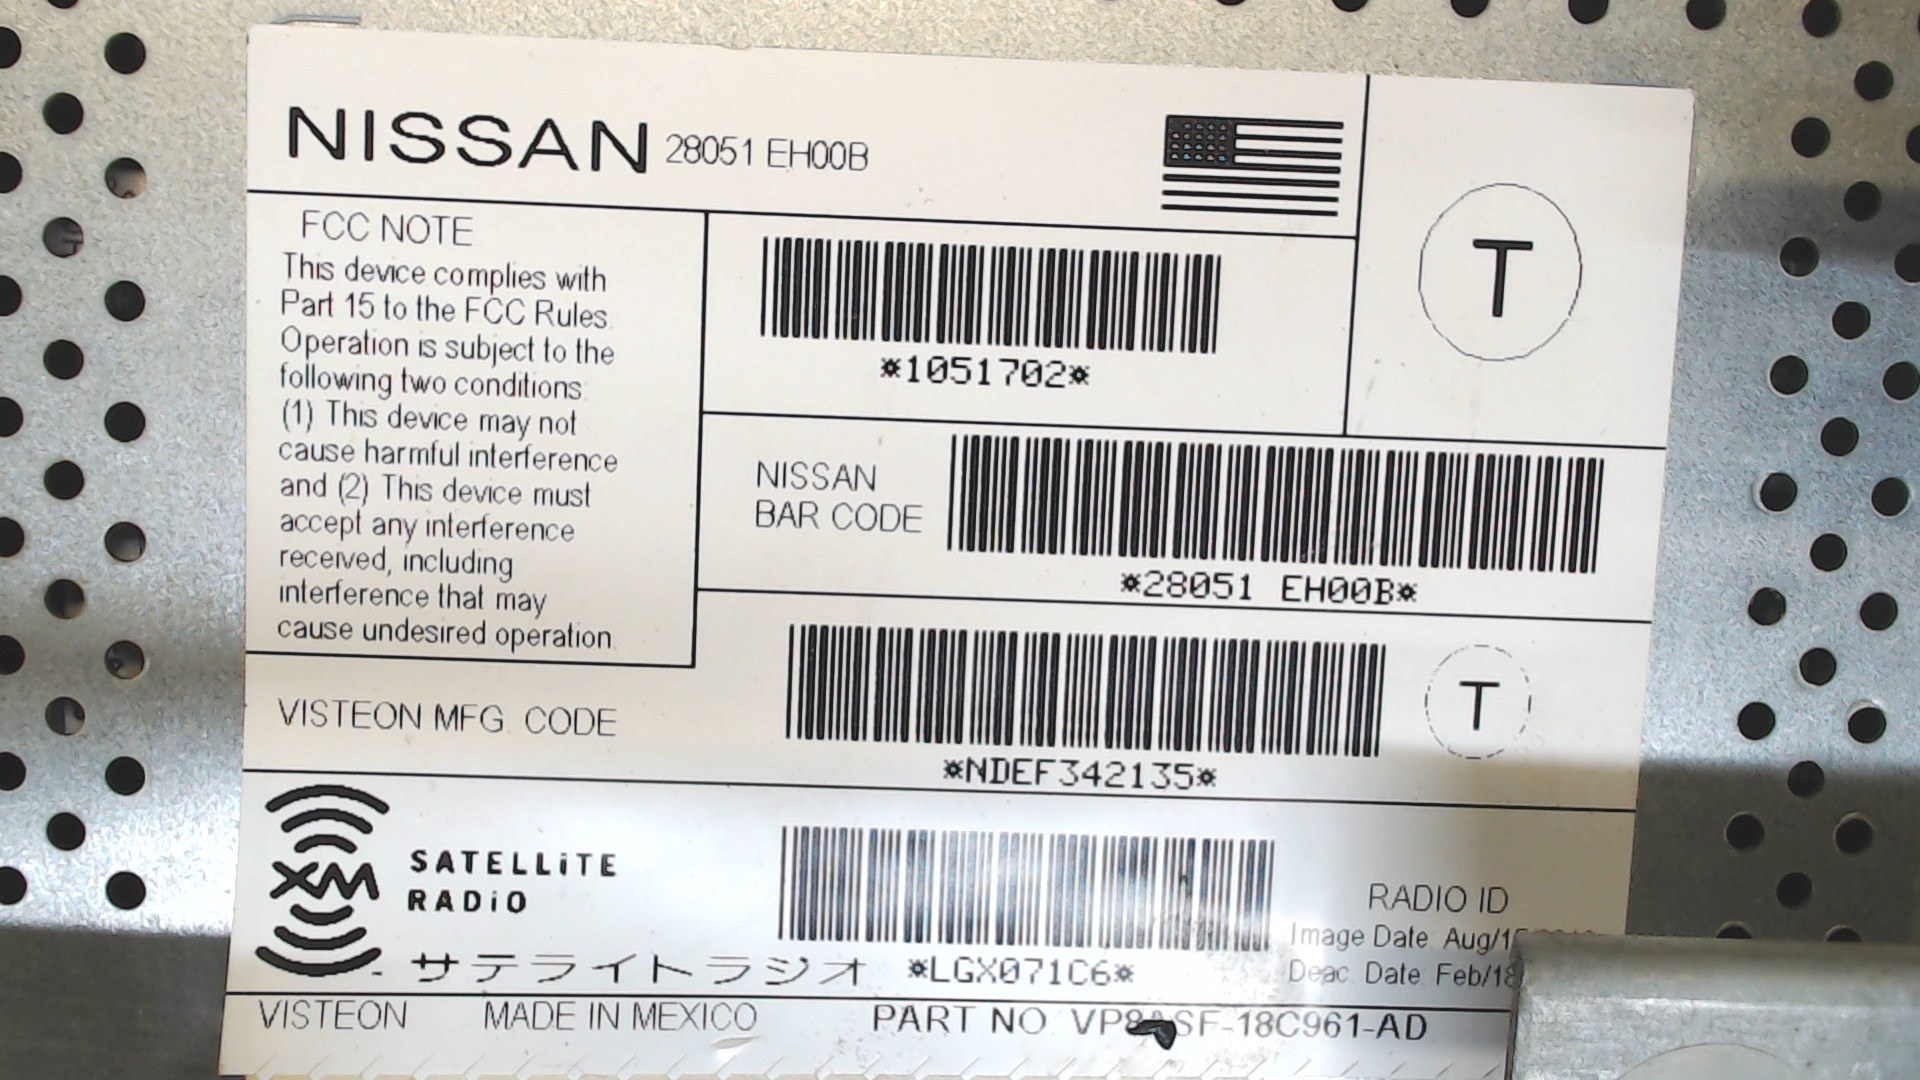 NISSAN 28051 EH00B
T
FCC NOTE
This device complies with
Part 15 to the FCC Rules.
Operation is subject to the
following two conditions:
(1) This device may not
cause harmful interference
and (2) This device must
accept any interference
received, including
interference that may
cause undesired operation.
*1051702*
NISSAN
BAR CODE
*28051 EH00B*
VISTEON MFG. CODE
*NDEF342135*
T
XM SATELLiTE
RADiO
サテライトラジオ
*LGX071C6*
RADIO ID
Image Date
Deac Date
VISTEON MADE IN MEXICO PART NO. VP8ASF-18C961-AD